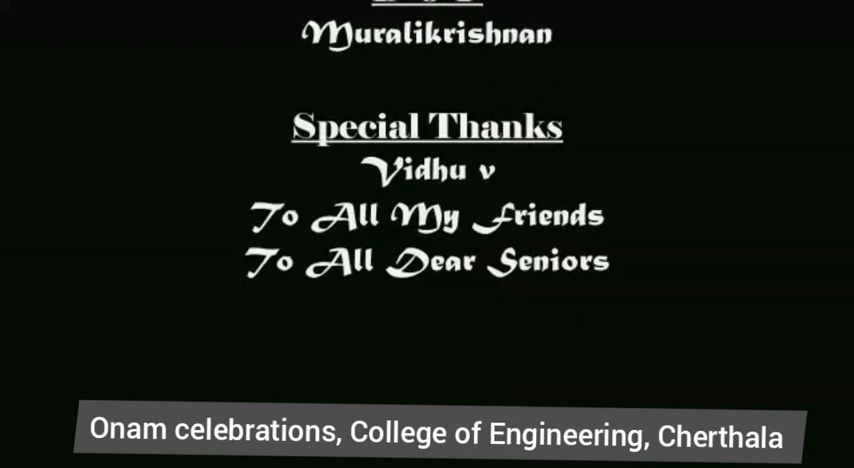 Muralikrishnan
Special Thanks
Vidhu v
To All My Friends
To All Dear Seniors
Onam celebrations, College of Engineering, Cherthala